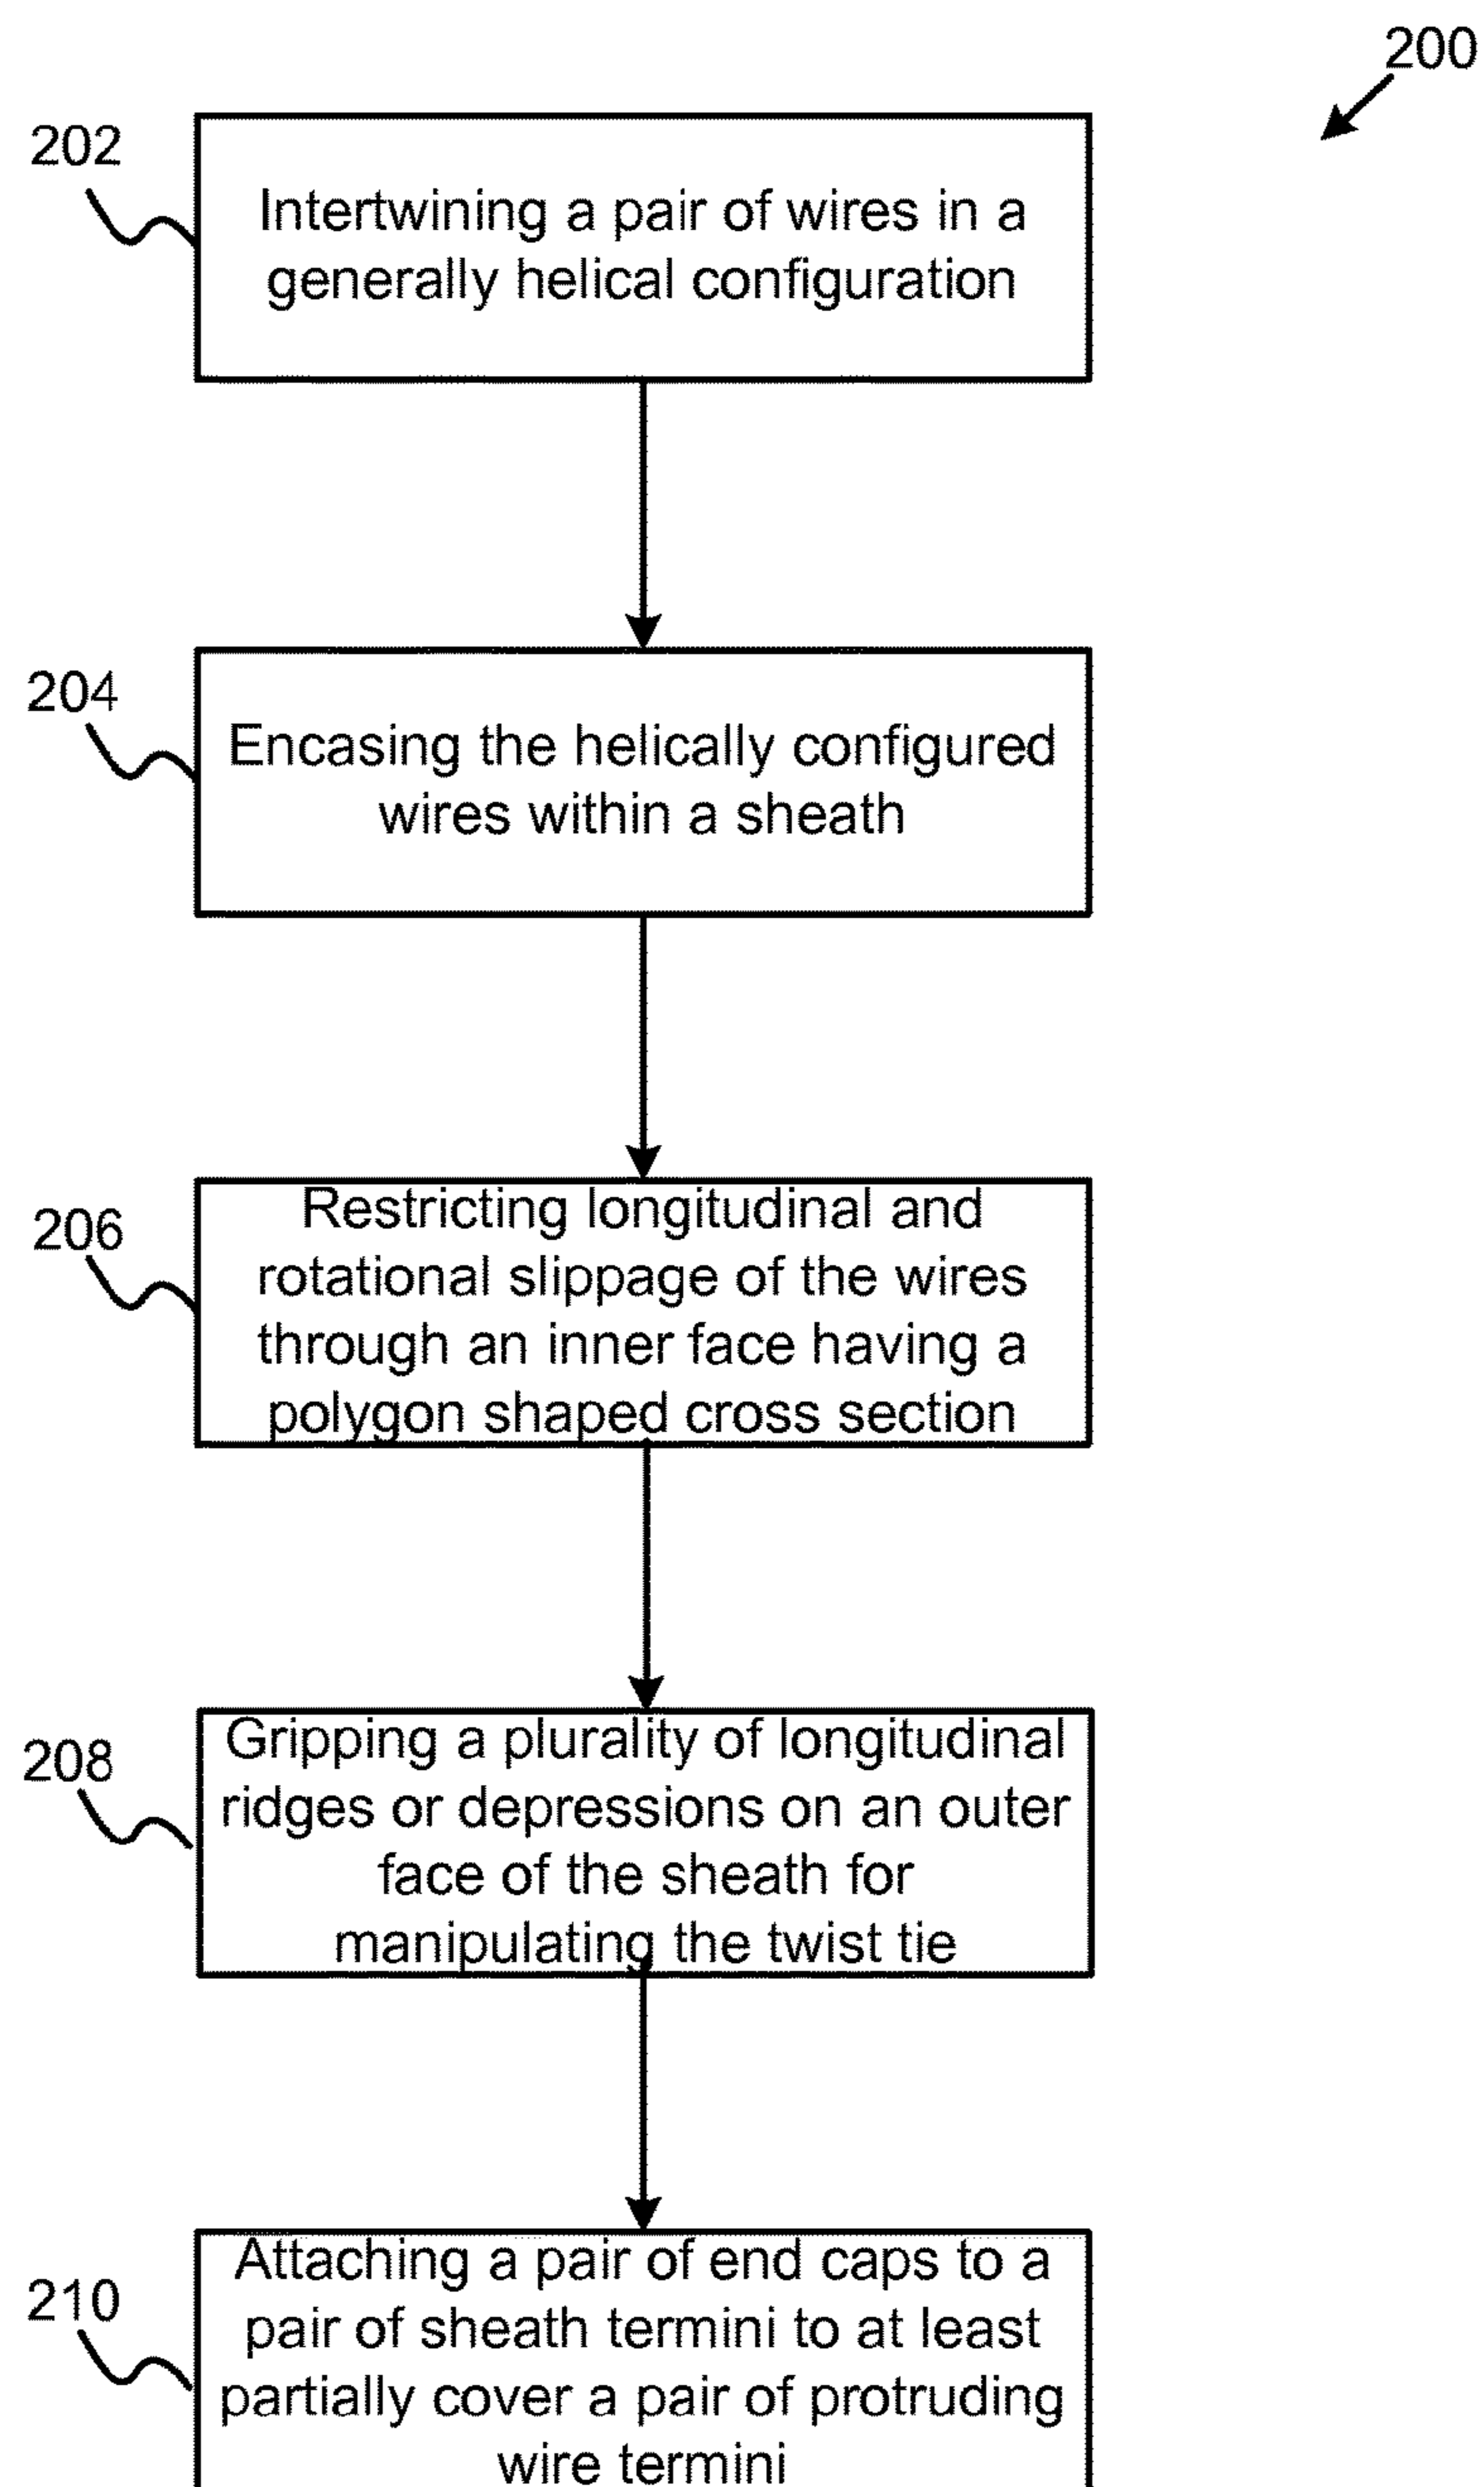 200
202
Intertwining a pair of wires in a
generally helical configuration
204
Encasing the helically configured
wires within a sheath
206
Restricting longitudinal and
rotational slippage of the wires
through an inner face having a
polygon shaped cross section
208
Gripping a plurality of longitudinal
ridges or depressions on an outer
face of the sheath for
manipulating the twist tie
210
Attaching a pair of end caps to a
pair of sheath termini to at least
partially cover a pair of protruding
wire termini